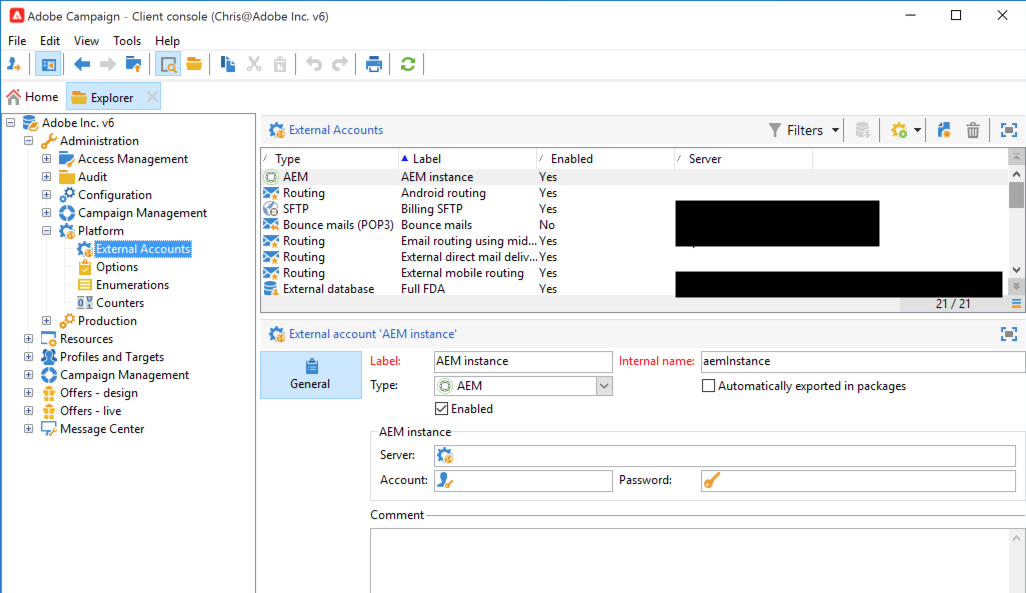 Adobe Campaign - Client console (Chris@Adobe Inc. v6)
File Edit View Tools Help
Home Explorer
Adobe Inc. v6
Administration
Access Management
Audit
Configuration
Campaign Management
Platform
External Accounts
Options
Enumerations
Counters
Production
Resources
Profiles and Targets
Campaign Management
Offers - design
Offers - live
Message Center
External Accounts Filters
Type Label Enabled Server
AEM AEM instance Yes
Routing Android routing Yes
SFTP Billing SFTP Yes
Bounce mails (POP3) Bounce mails No
Routing Email routing using mid... Yes
Routing External direct mail deliv... Yes
Routing External mobile routing Yes
External database Full FDA Yes
21 / 21
External account 'AEM instance'
General
Label: AEM instance Internal name: aemInstance
Type: AEM Automatically exported in packages
Enabled
AEM instance
Server:
Account: Password:
Comment